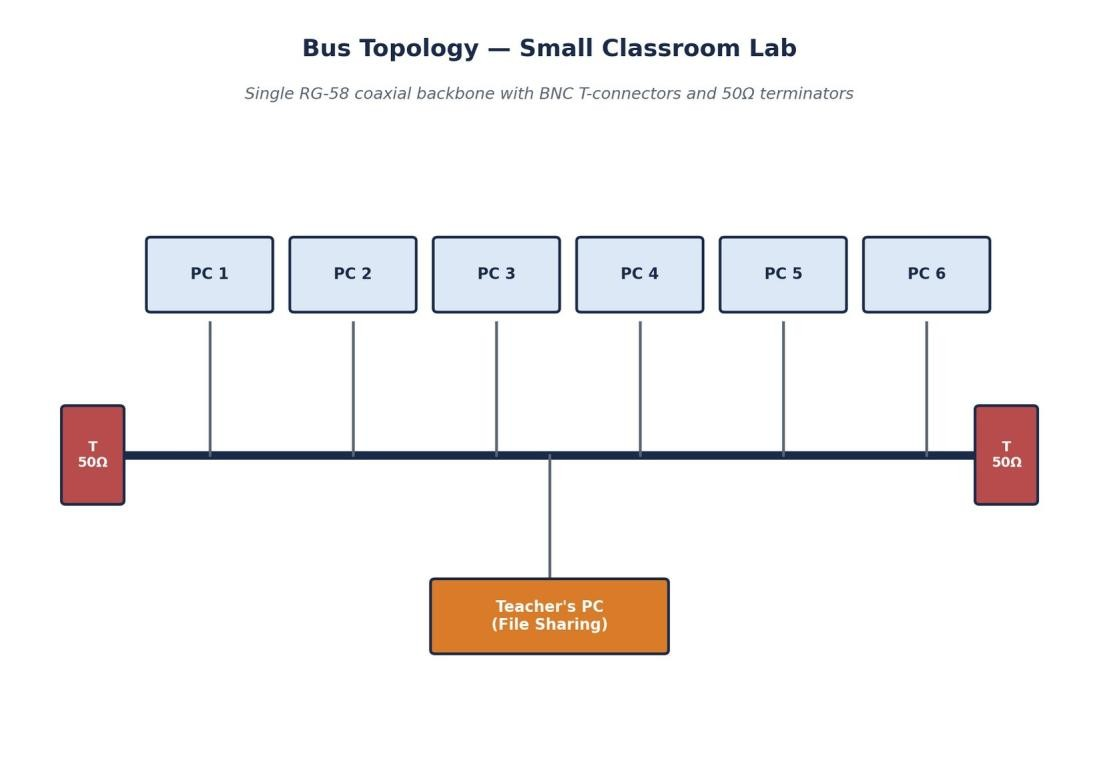 Bus Topology — Small Classroom Lab
Single RG-58 coaxial backbone with BNC T-connectors and 50Ω terminators
PC 1
PC 2
PC 3
PC 4
PC 5
PC 6
T
50Ω
T
50Ω
Teacher's PC
(File Sharing)